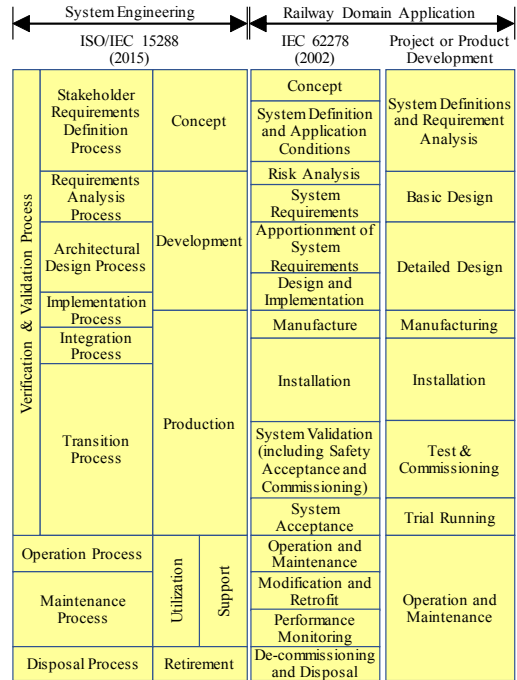 System Engineering
Railway Domain Application
ISO/IEC 15288
(2015)
IEC 62278
(2002)
Project or Product
Development
Verification & Validation Process
Stakeholder
Requirements
Definition
Process
Requirements
Analysis
Process
Architectural
Design Process
Implementation
Process
Integration
Process
Transition
Process
Operation Process
Maintenance
Process
Disposal Process
Concept
Development
Production
Utilization
Support
Retirement
Concept
System Definition
and Application
Conditions
Risk Analysis
System
Requirements
Apportionment of
System
Requirements
Design and
Implementation
Manufacture
Installation
System Validation
(including Safety
Acceptance and
Commissioning)
System
Acceptance
Operation and
Maintenance
Modification and
Retrofit
Performance
Monitoring
De-commissioning
and Disposal
System Definitions
and Requirement
Analysis
Basic Design
Detailed Design
Manufacturing
Installation
Test &
Commissioning
Trial Running
Operation and
Maintenance